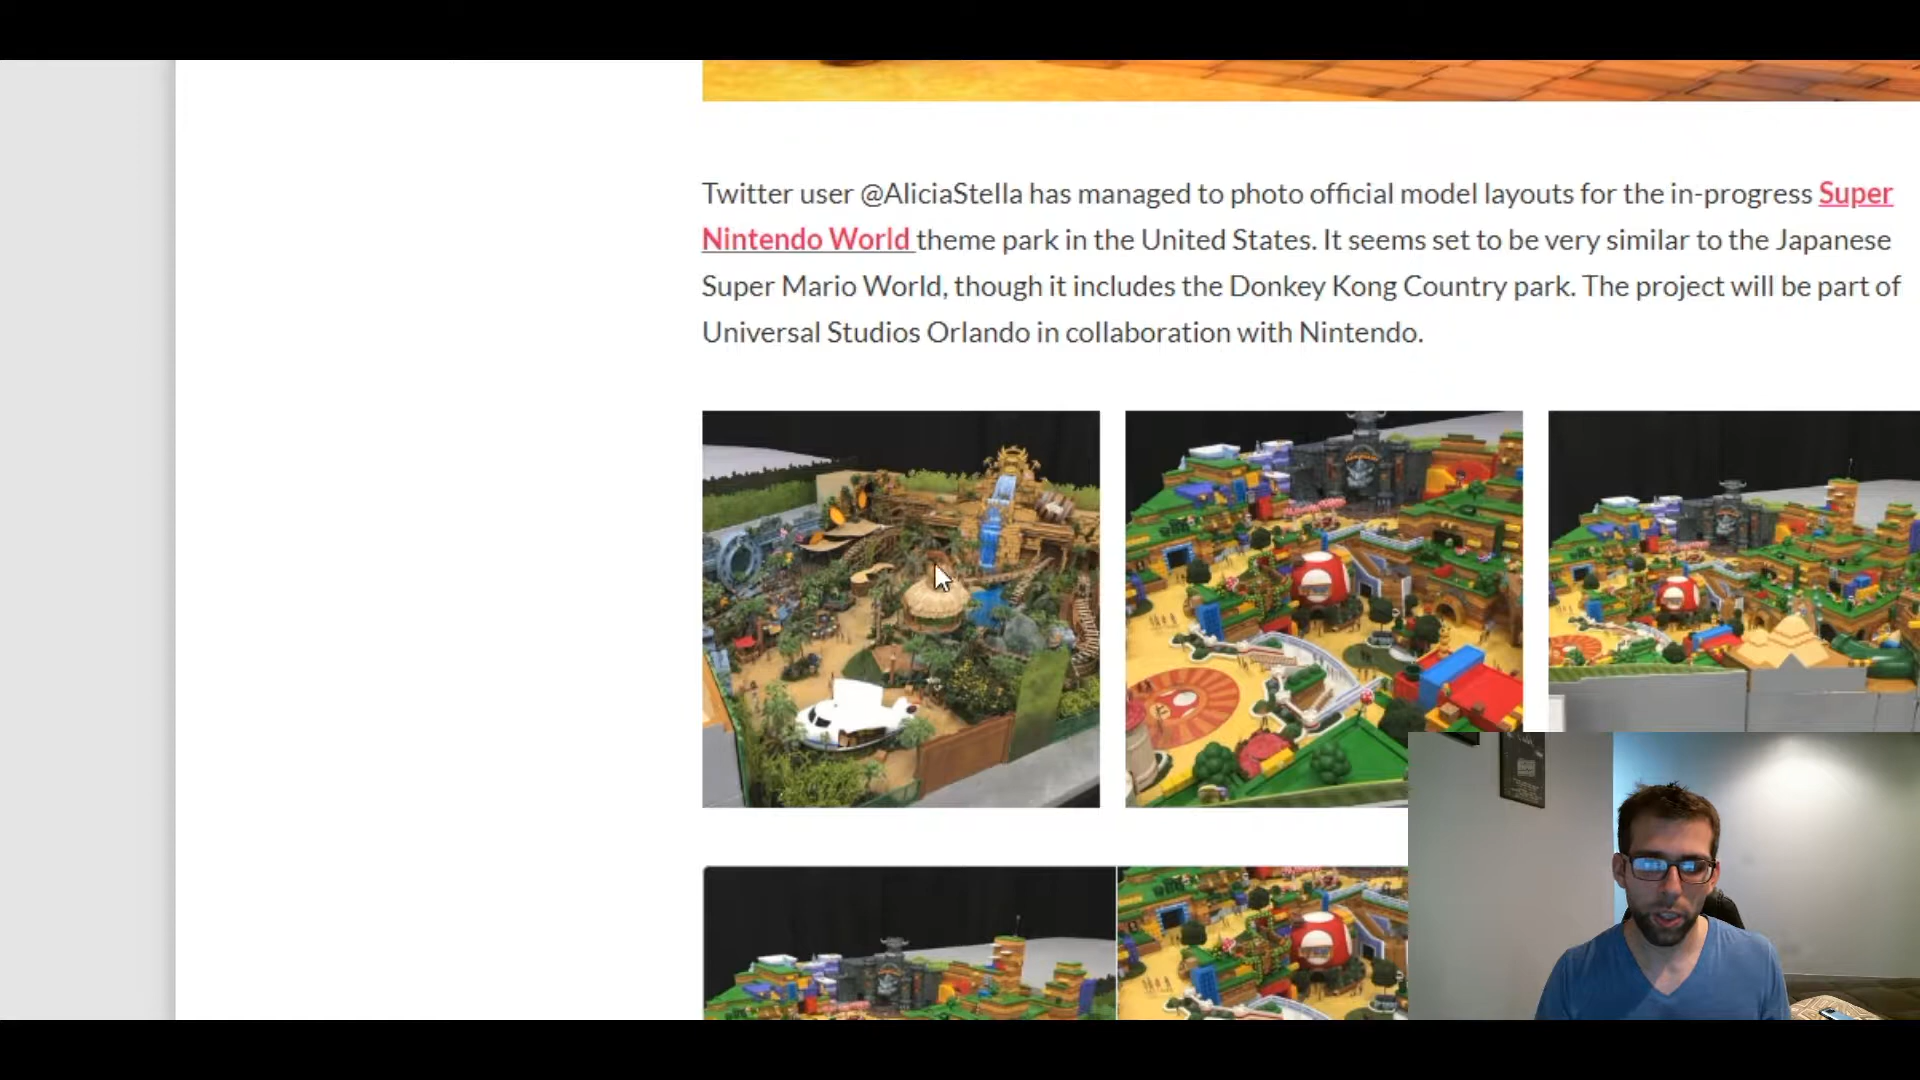 Twitter user @AliciaStella has managed to photo official model layouts for the in-progress Super
Nintendo World theme park in the United States. It seems set to be very similar to the Japanese
Super Mario World, though it includes the Donkey Kong Country park. The project will be part of
Universal Studios Orlando in collaboration with Nintendo.